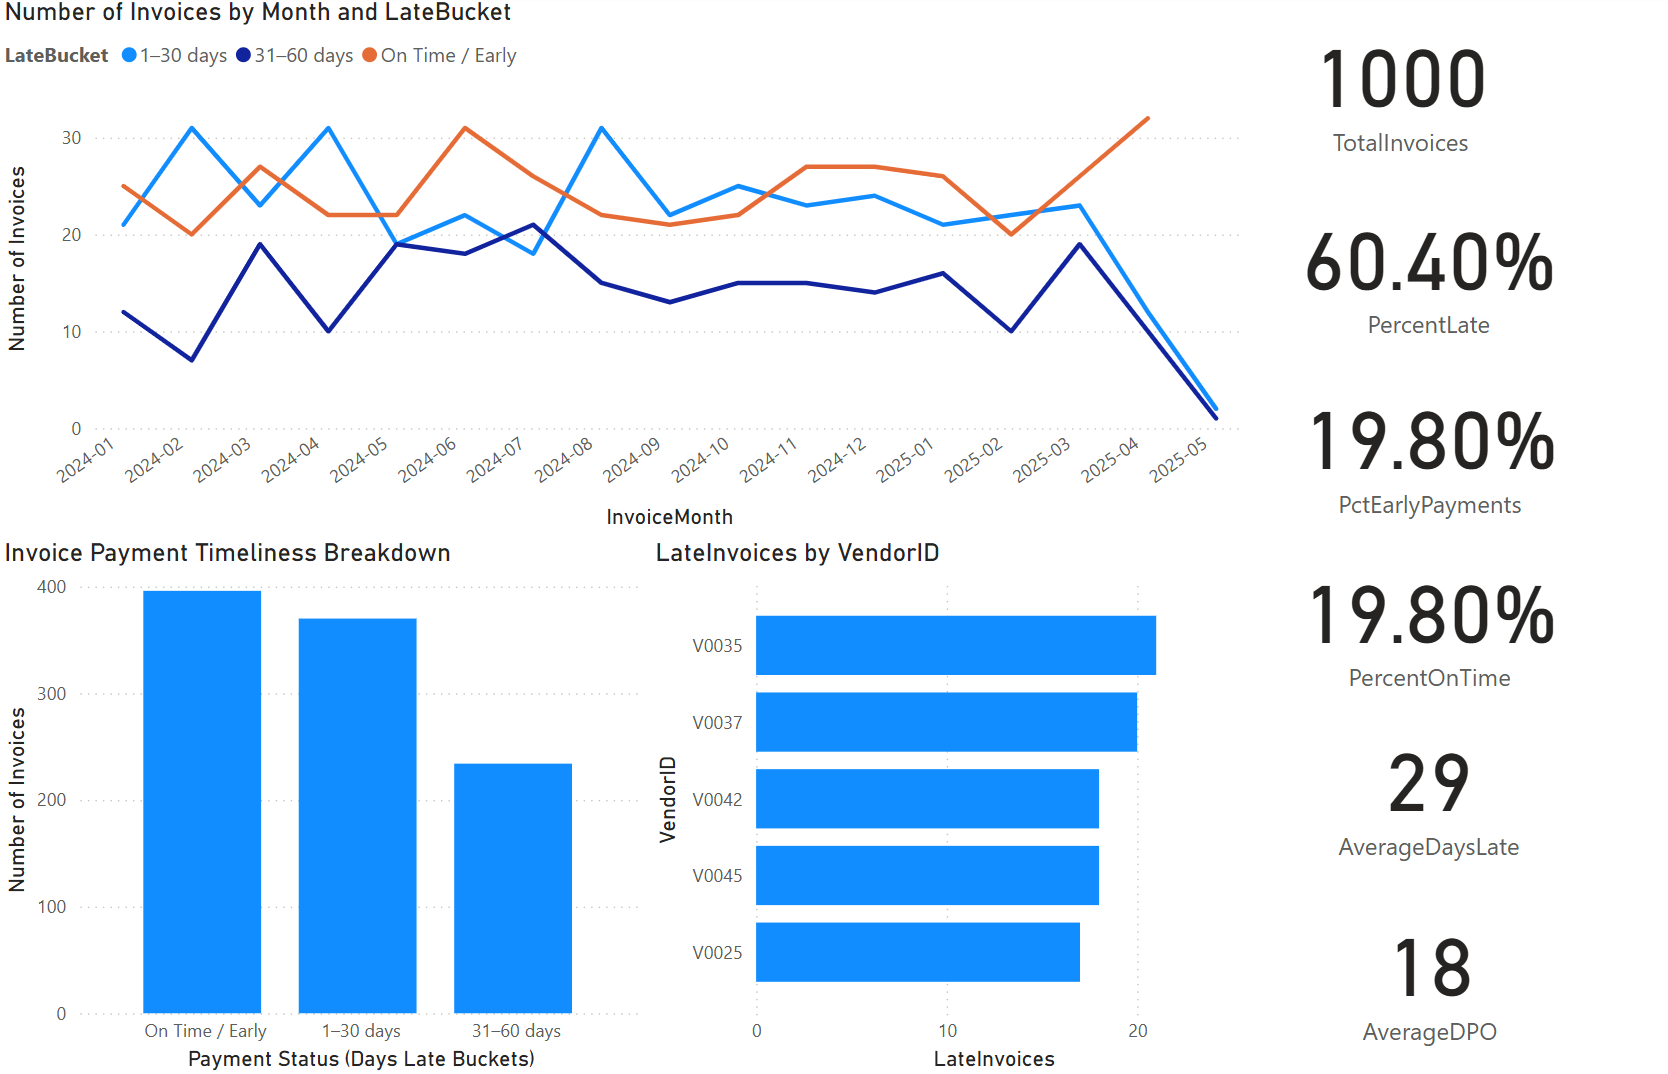 Number of Invoices by Month and LateBucket
LateBucket 1–30 days 31–60 days On Time / Early
Number of Invoices
30
20
10
0
2024-01 2024-02 2024-03 2024-04 2024-05 2024-06 2024-07 2024-08 2024-09 2024-10 2024-11 2024-12 2025-01 2025-02 2025-03 2025-04 2025-05
InvoiceMonth
1000
TotalInvoices
60.40%
PercentLate
19.80%
PctEarlyPayments
19.80%
PercentOnTime
29
AverageDaysLate
18
AverageDPO
Invoice Payment Timeliness Breakdown
Number of Invoices
400
300
200
100
0
On Time / Early 1–30 days 31–60 days
Payment Status (Days Late Buckets)
LateInvoices by VendorID
VendorID
V0035
V0037
V0042
V0045
V0025
0 10 20
LateInvoices